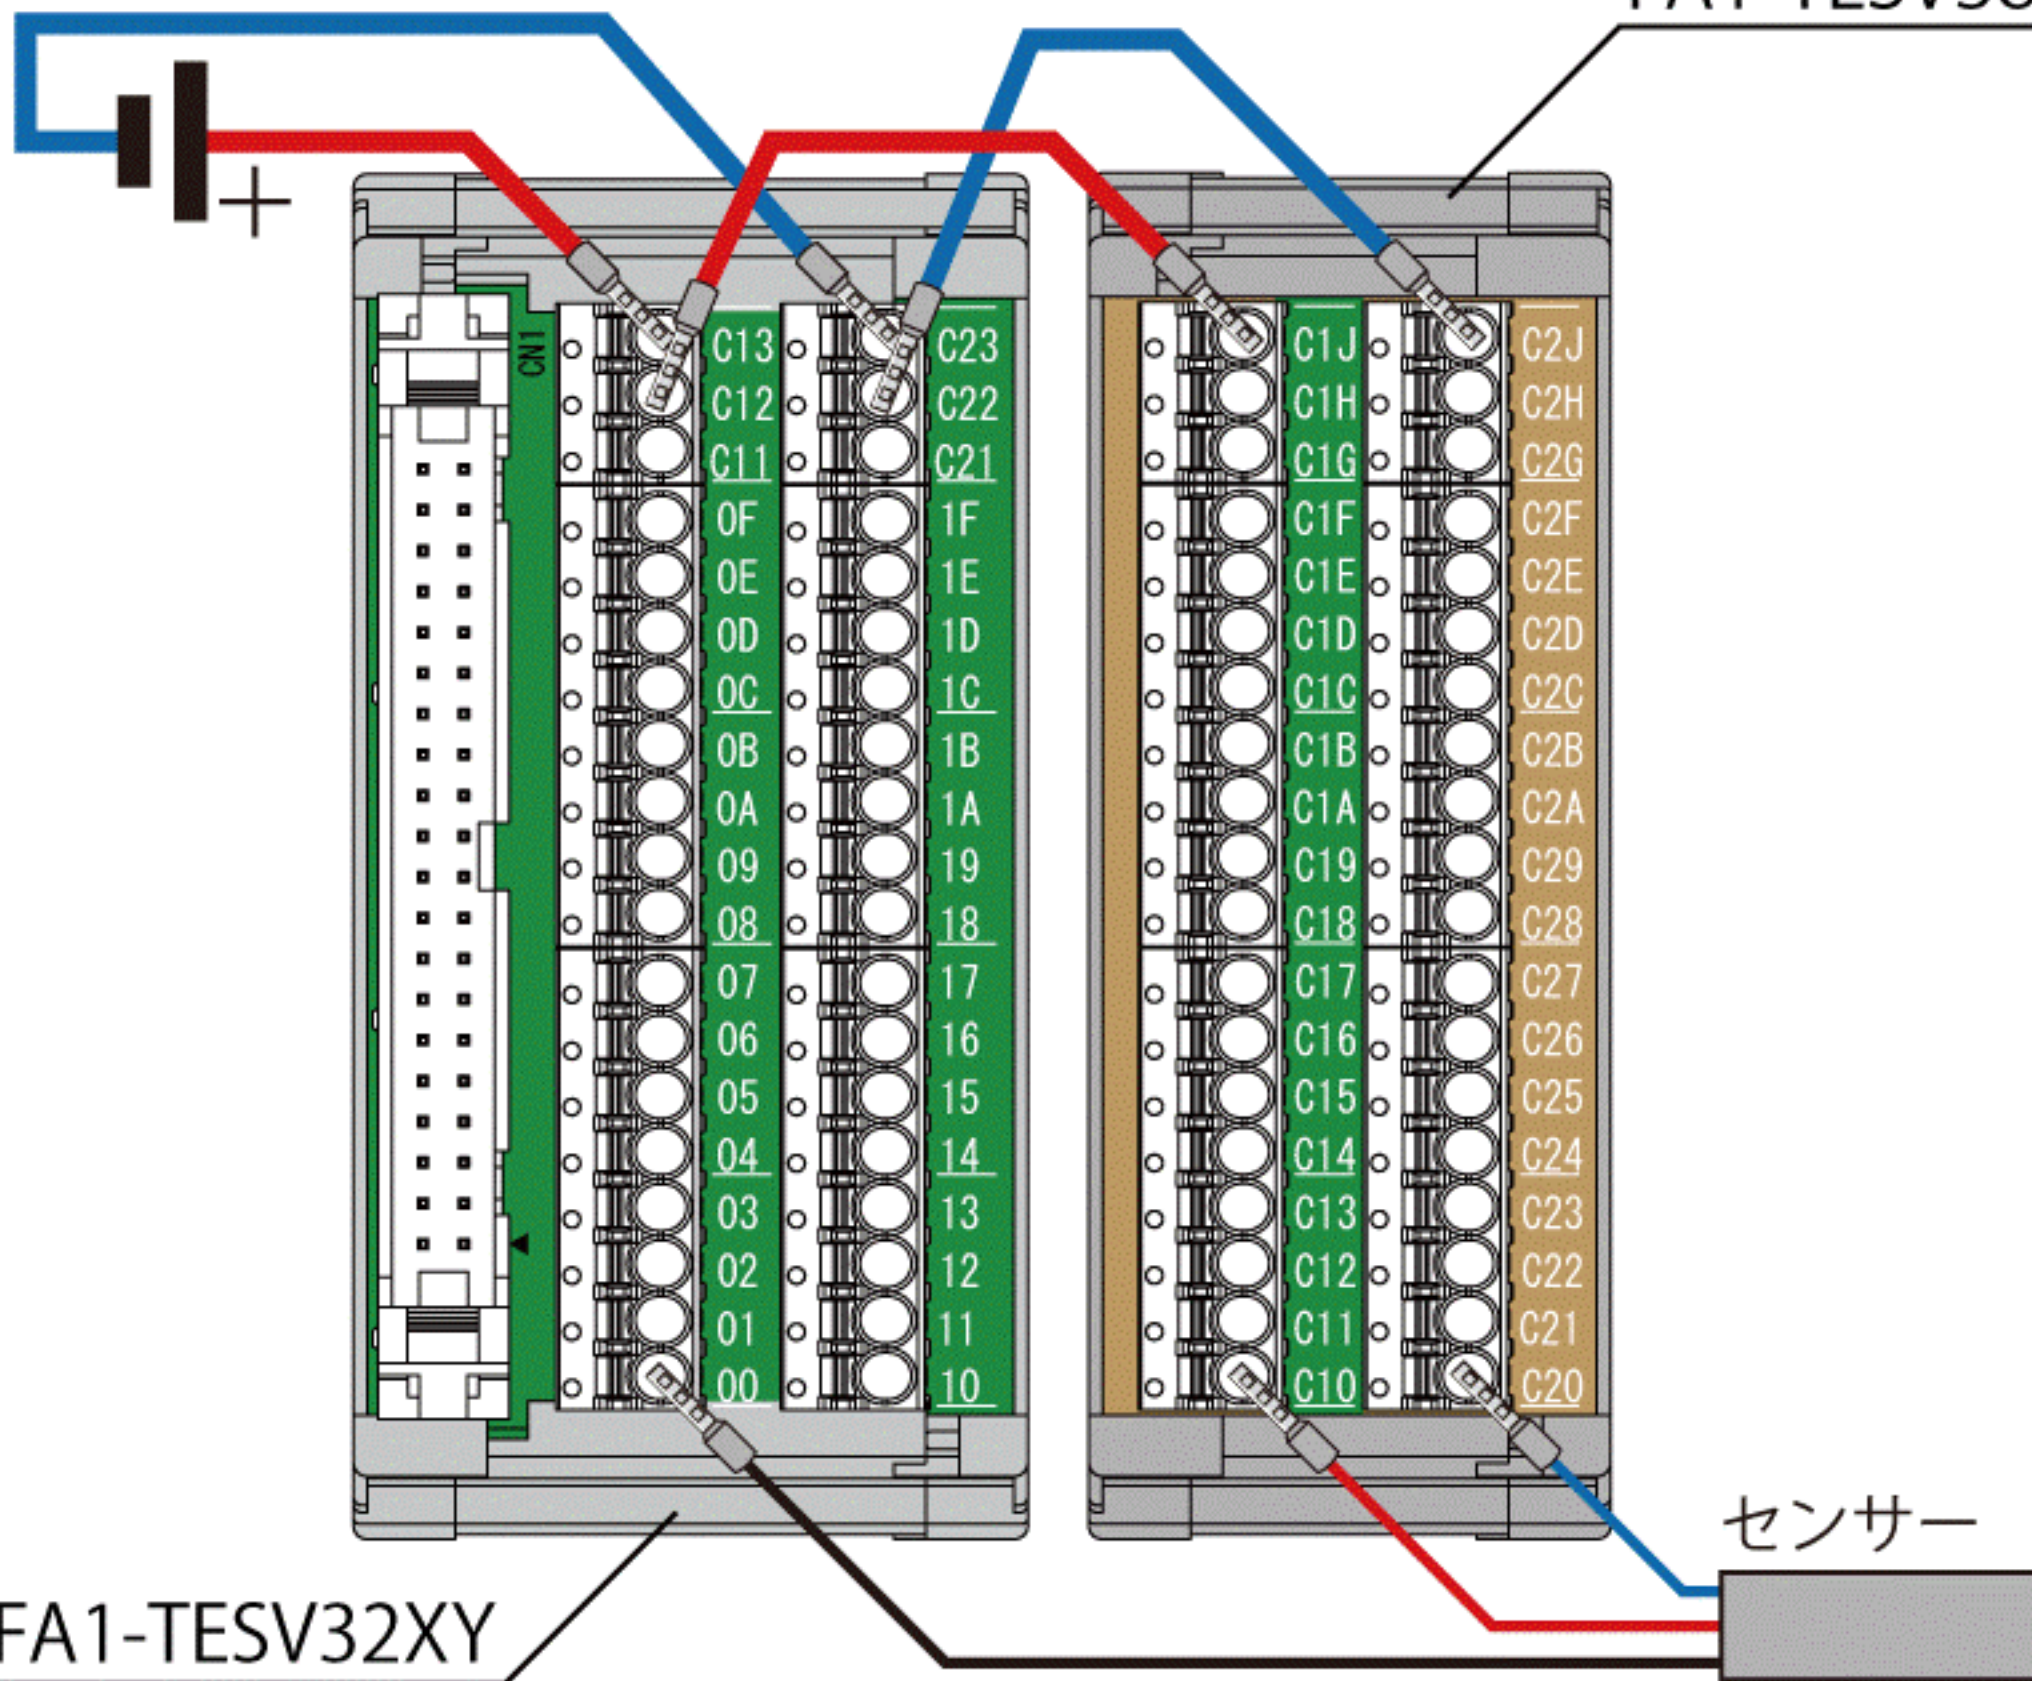 +
CN1
C13 C23 C1J C2J
C12 C22 C1H C2H
C11 C21 C1G C2G
0F 1F C1F C2F
0E 1E C1E C2E
0D 1D C1D C2D
0C 1C C1C C2C
0B 1B C1B C2B
0A 1A C1A C2A
09 19 C19 C29
08 18 C18 C28
07 17 C17 C27
06 16 C16 C26
05 15 C15 C25
04 14 C14 C24
03 13 C13 C23
02 12 C12 C22
01 11 C11 C21
00 10 C10 C20
センサー
FA1-TESV32XY